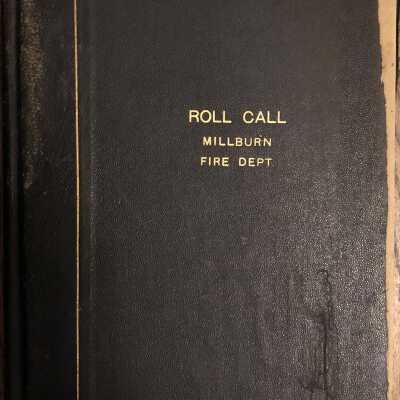 ROLL CALL
MILLBURN
FIRE DEPT